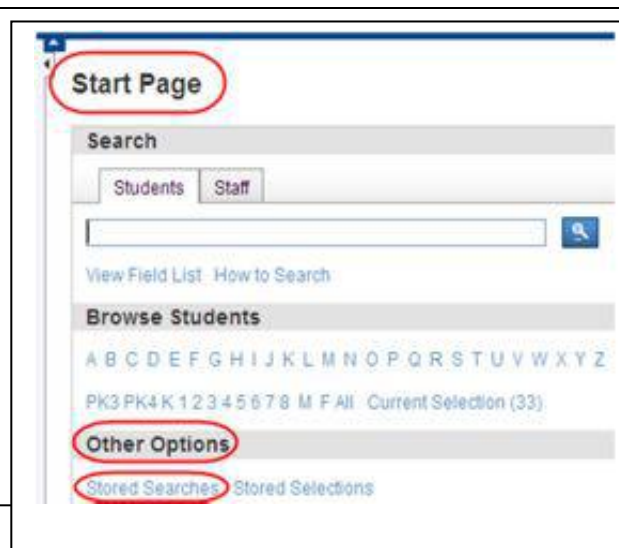 Start Page
Search
Students Staff
View Field List How to Search
Browse Students
A B C D E F G H I J K L M N O P Q R S T U V W X Y Z
PK3 PK4 K 1 2 3 4 5 6 7 8 M F All Current Selection (33)
Other Options
Stored Searches Stored Selections